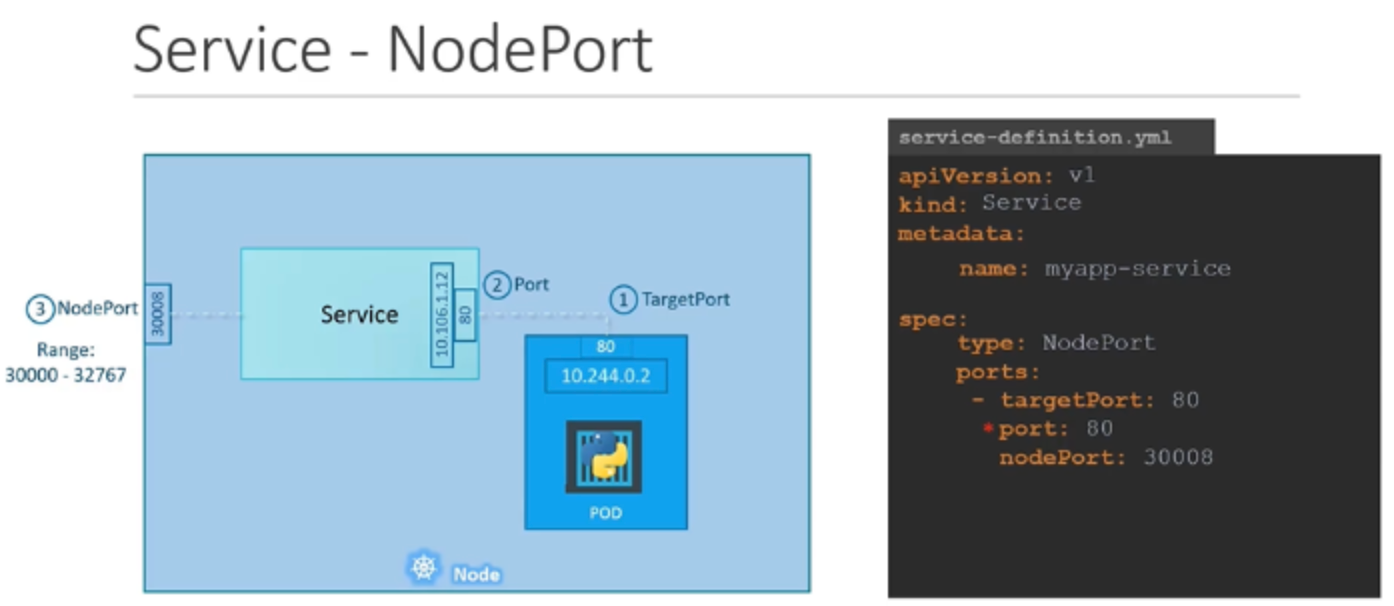 Service - NodePort
3 NodePort
Range:
30000 - 32767
30008
Service
10.106.1.12
80
2 Port
1 TargetPort
80
10.244.0.2
POD
Node
service-definition.yml
apiVersion: v1
kind: Service
metadata:
name: myapp-service
spec:
type: NodePort
ports:
- targetPort: 80
*port: 80
nodePort: 30008